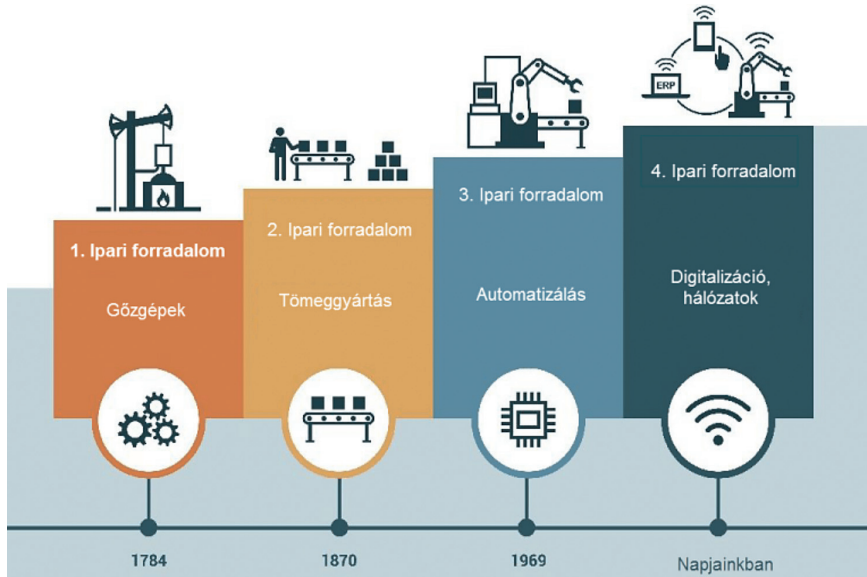 ERP
1. Ipari forradalom
Gőzgépek
2. Ipari forradalom
Tömeggyártás
3. Ipari forradalom
Automatizálás
4. Ipari forradalom
Digitalizáció,
hálózatok
1784
1870
1969
Napjainkban